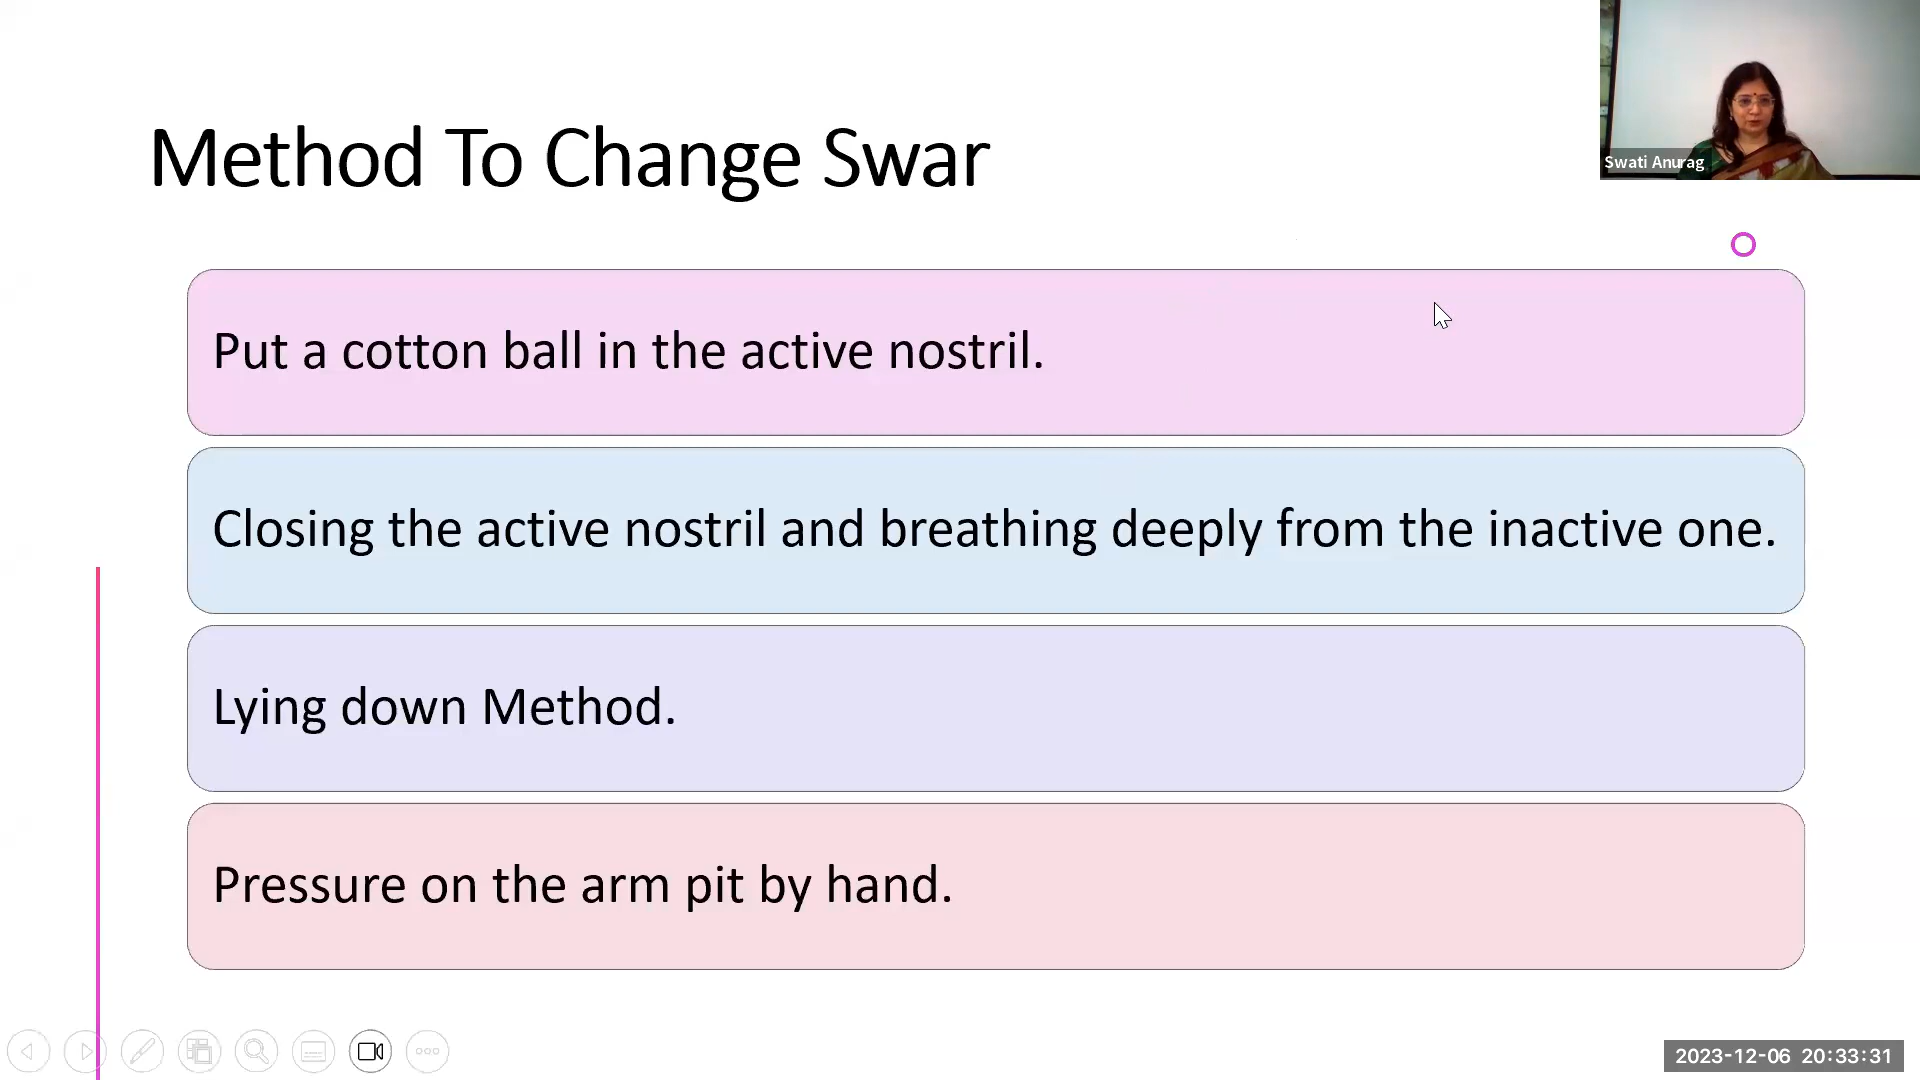 Swati Anurag
Method To Change Swar
Put a cotton ball in the active nostril.
Closing the active nostril and breathing deeply from the inactive one.
Lying down Method.
Pressure on the arm pit by hand.
2023-12-06 20:33:31